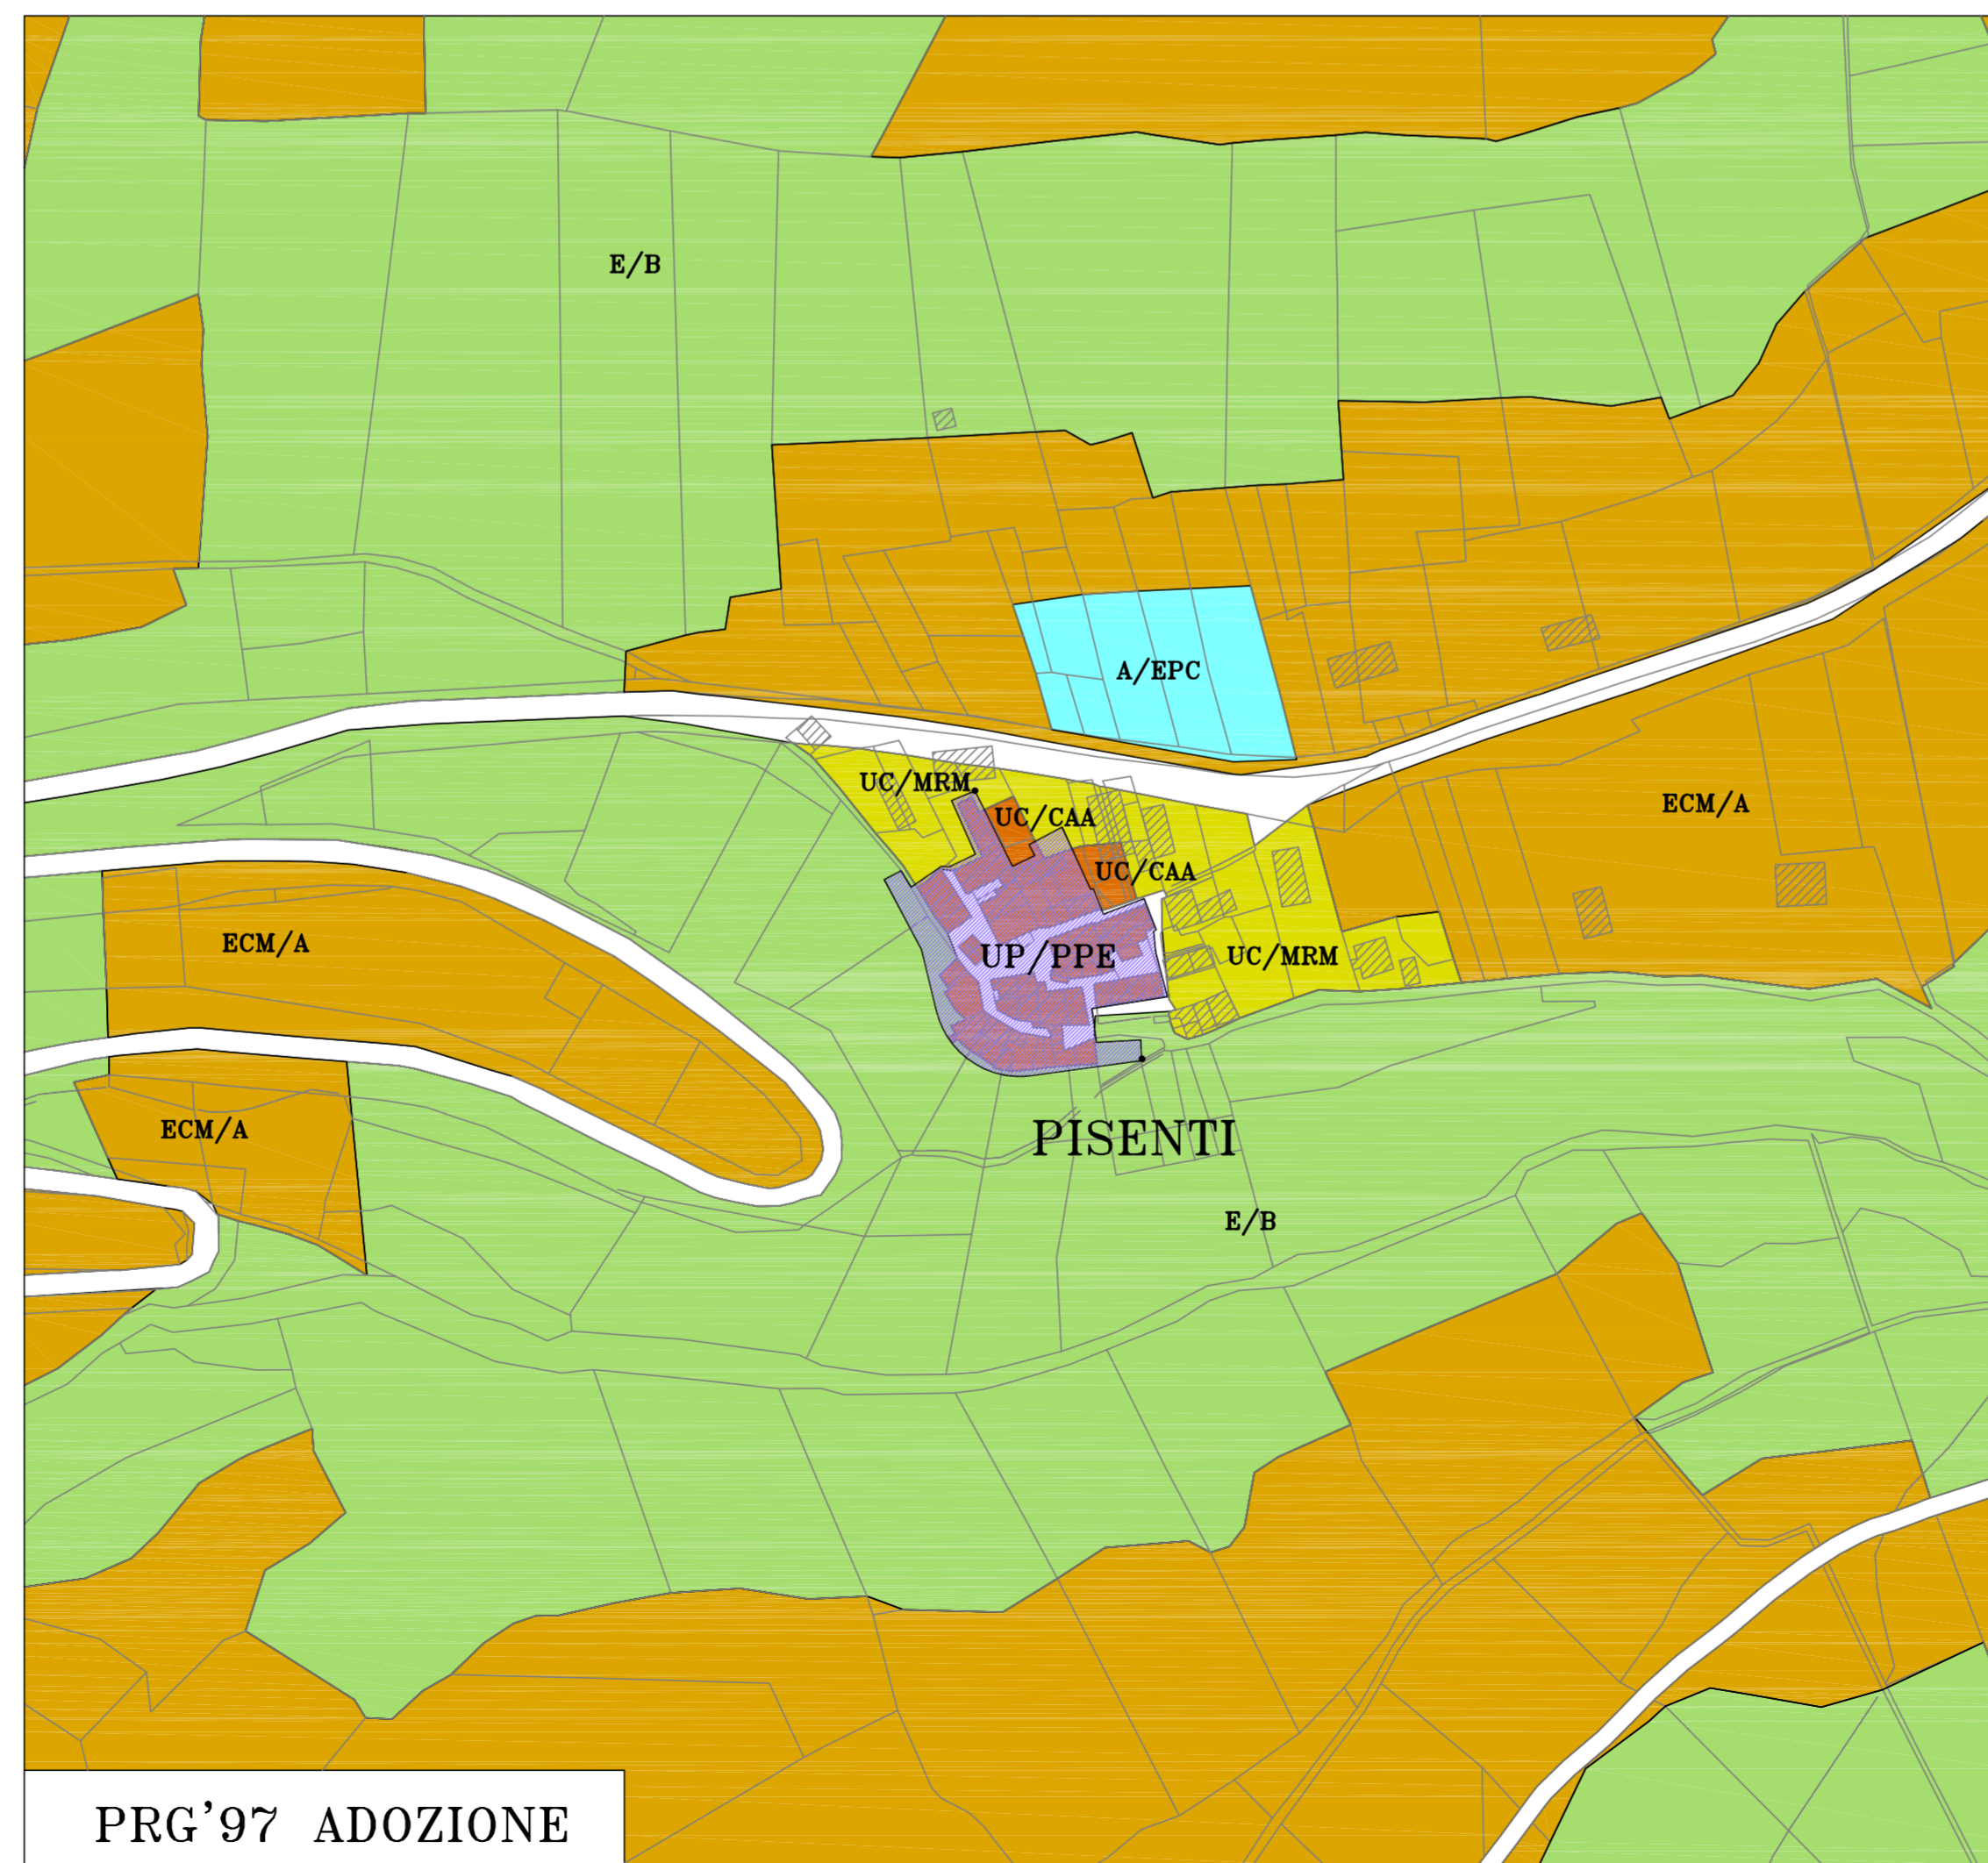 E/B
A/EPC
UC/MRM
UC/CAA
ECM/A
UC/CAA
ECM/A
UP/PPE
UC/MRM
ECM/A
PISENTI
E/B
PRG'97 ADOZIONE